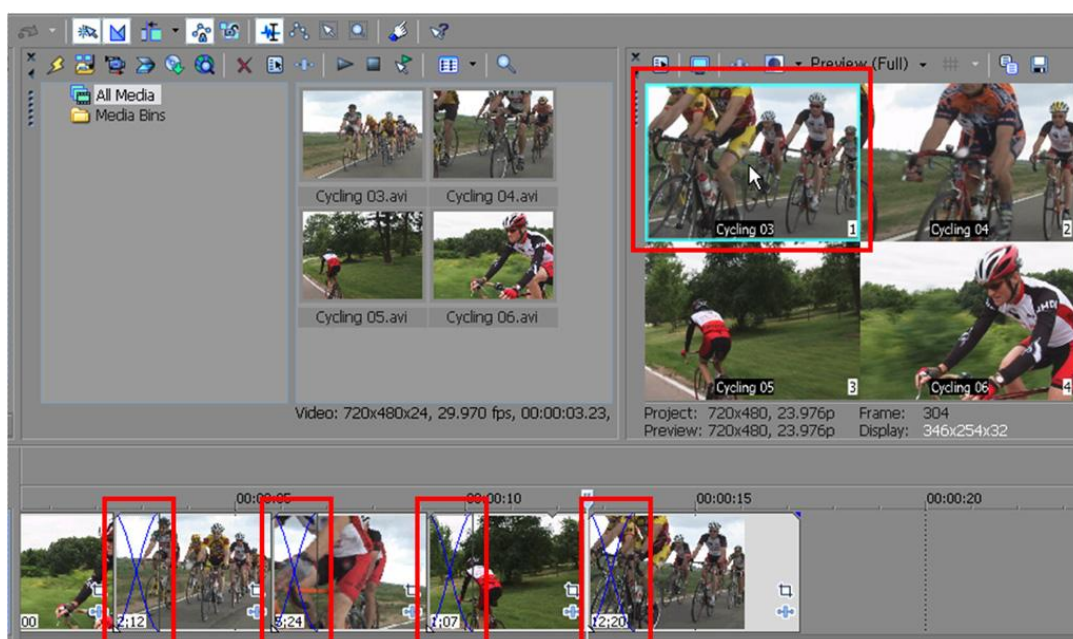 Preview (Full)
All Media
Media Bins
Cycling 03.avi
Cycling 04.avi
Cycling 05.avi
Cycling 06.avi
Video: 720x480x24, 29.970 fps, 00:00:03.23,
Cycling 03
1
Cycling 04
2
Cycling 05
3
Cycling 06
4
Project: 720x480, 23.976p Frame: 304
Preview: 720x480, 23.976p Display: 346x254x32
00:00:05
00:00:10
00:00:15
00:00:20
00
2;12
1;07
12;20